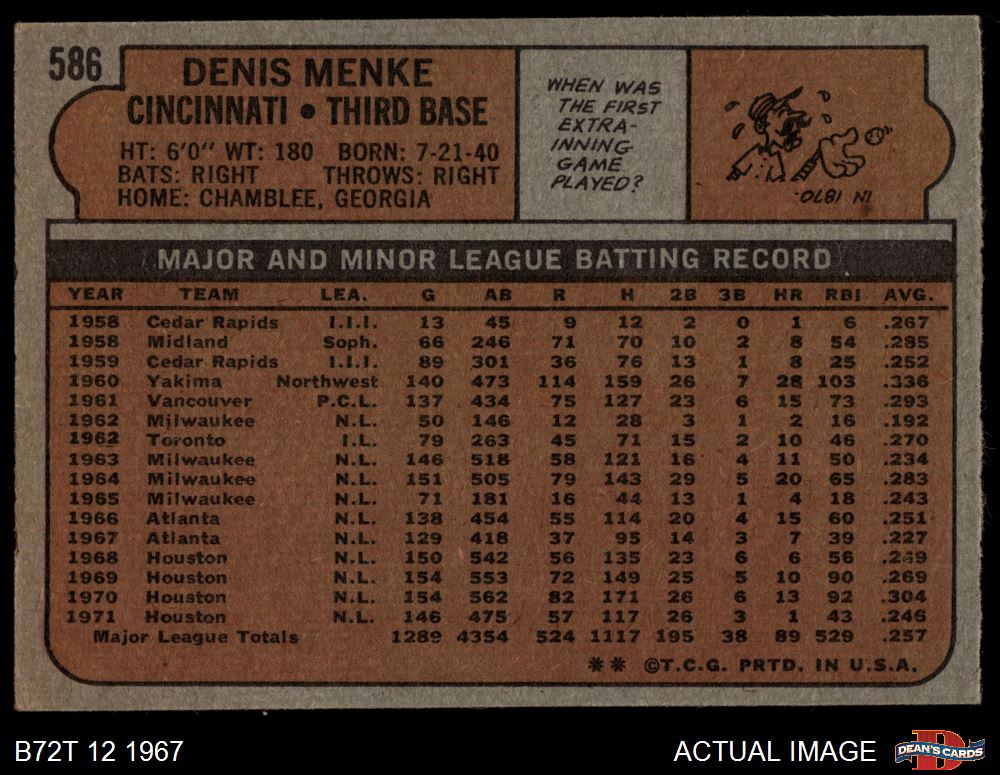 586
DENIS MENKE
CINCINNATI • THIRD BASE
HT: 6'0" WT: 180 BORN: 7-21-40
BATS: RIGHT THROWS: RIGHT
HOME: CHAMBLEE, GEORGIA
WHEN WAS
THE FIRST
EXTRA-
INNING
GAME
PLAYED?
IN 1870.
MAJOR AND MINOR LEAGUE BATTING RECORD
YEAR TEAM LEA. G AB R H 2B 3B HR RBI AVG.
1958 Cedar Rapids I.I.I. 13 45 9 12 2 0 1 6 .267
1958 Midland Soph. 66 246 71 70 10 2 8 54 .285
1959 Cedar Rapids I.I.I. 89 301 36 76 13 1 8 25 .252
1960 Yakima Northwest 140 473 114 159 26 7 28 103 .336
1961 Vancouver P.C.L. 137 434 75 127 23 6 15 73 .293
1962 Milwaukee N.L. 50 146 12 28 3 1 2 16 .192
1962 Toronto I.L. 79 263 45 71 15 2 10 46 .270
1963 Milwaukee N.L. 146 518 58 121 16 4 11 50 .234
1964 Milwaukee N.L. 151 505 79 143 29 5 20 65 .283
1965 Milwaukee N.L. 71 181 16 44 13 1 4 18 .243
1966 Atlanta N.L. 138 454 55 114 20 4 15 60 .251
1967 Atlanta N.L. 129 418 37 95 14 3 7 39 .227
1968 Houston N.L. 150 542 56 135 23 6 6 56 .249
1969 Houston N.L. 154 553 72 149 25 5 10 90 .269
1970 Houston N.L. 154 562 82 171 26 6 13 92 .304
1971 Houston N.L. 146 475 57 117 26 3 1 43 .246
Major League Totals 1289 4354 524 1117 195 38 89 529 .257
** ©T.C.G. PRTD. IN U.S.A.
B72T 12 1967
ACTUAL IMAGE
DEAN'S CARDS